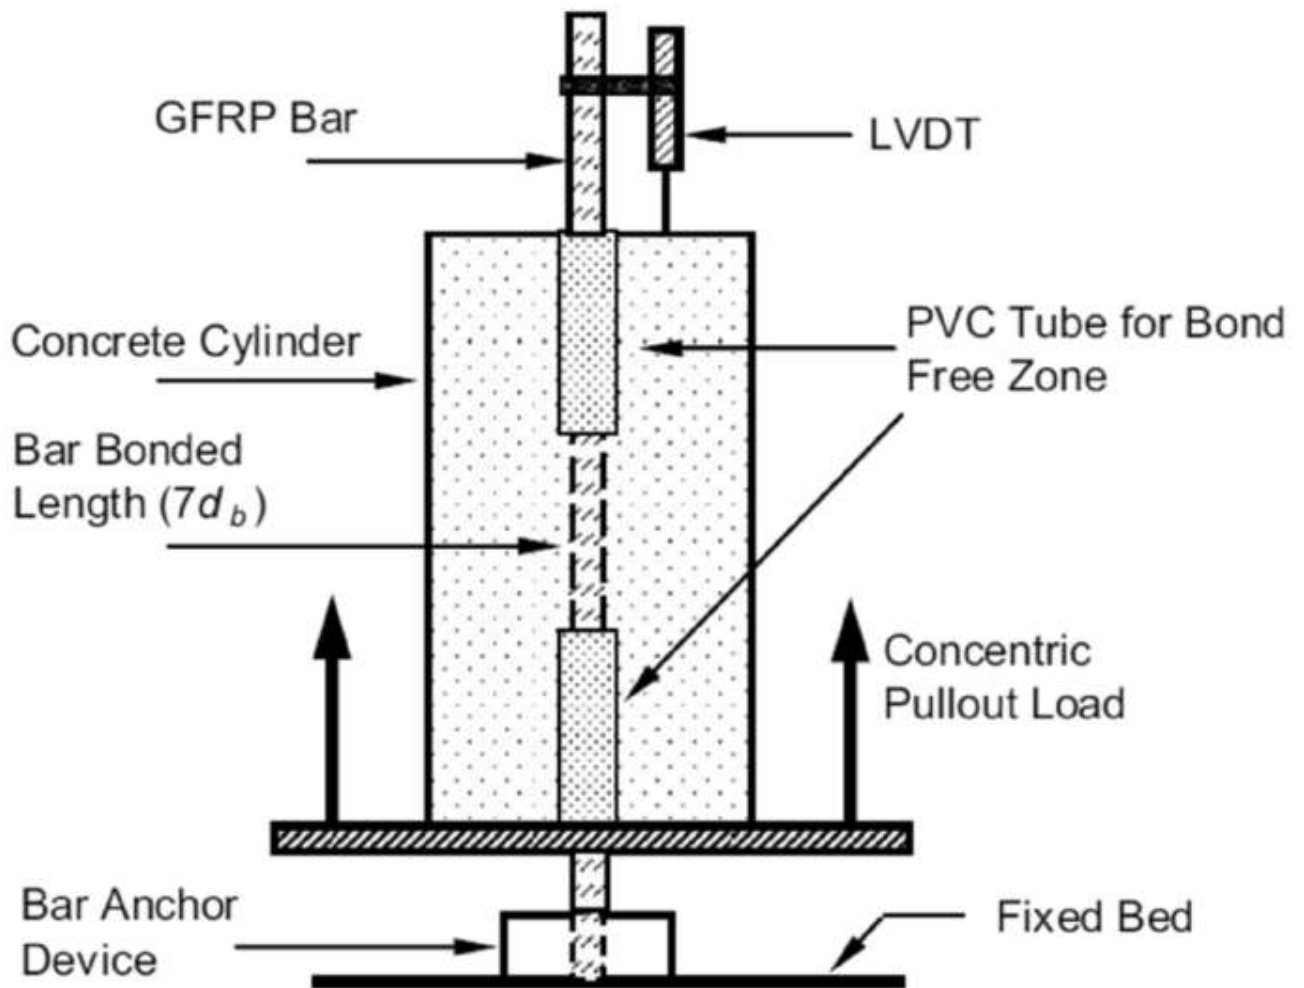 GFRP Bar
LVDT
Concrete Cylinder
PVC Tube for Bond
Free Zone
Bar Bonded
Length (7d b)
Concentric
Pullout Load
Bar Anchor
Device
Fixed Bed